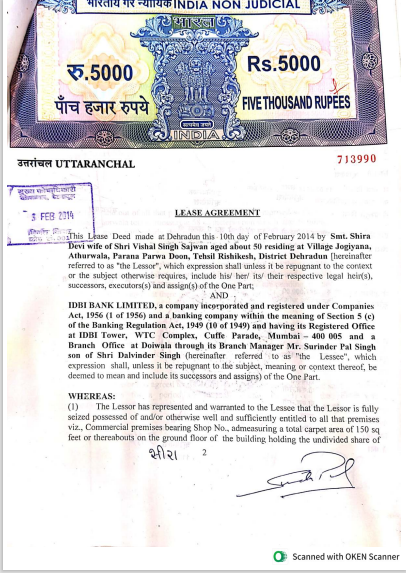 भारतीय गैर न्यायिक INDIA NON JUDICIAL
भारत
रु.5000
Rs.5000
पाँच हजार रुपये
FIVE THOUSAND RUPEES
सत्यमेव जयते
INDIA
उत्तरांचल UTTARANCHAL
713990
3 FEB 2014
LEASE AGREEMENT
This Lease Deed made at Dehradun this 10th day of February 2014 by Smt. Shira
Devi wife of Shri Vishal Singh Sajwan aged about 50 residing at Village Jogiyana,
Athurwala, Parana Parwa Doon, Tehsil Rishikesh, District Dehradun [hereinafter
referred to as "the Lessor", which expression shall unless it be repugnant to the context
or the subject otherwise requires, include his/ her/ its/ their respective legal heir(s),
successors, executors(s) and assign(s) of the One Part;
AND
IDBI BANK LIMITED, a company incorporated and registered under Companies
Act, 1956 (1 of 1956) and a banking company within the meaning of Section 5 (c)
of the Banking Regulation Act, 1949 (10 of 1949) and having its Registered Office
at IDBI Tower, WTC Complex, Cuffe Parade, Mumbai – 400 005 and a
Branch Office at Doiwala through its Branch Manager Mr. Surinder Pal Singh
son of Shri Dalvinder Singh (hereinafter referred to as "the Lessee", which
expression shall, unless it be repugnant to the subject, meaning or context thereof, be
deemed to mean and include its successors and assigns) of the One Part.
WHEREAS:
(1) The Lessor has represented and warranted to the Lessee that the Lessor is fully
seized possessed of and/or otherwise well and sufficiently entitled to all that premises
viz., Commercial premises bearing Shop No., admeasuring a total carpet area of 150 sq
feet or thereabouts on the ground floor of the building holding the undivided share of
2
Scanned with OKEN Scanner